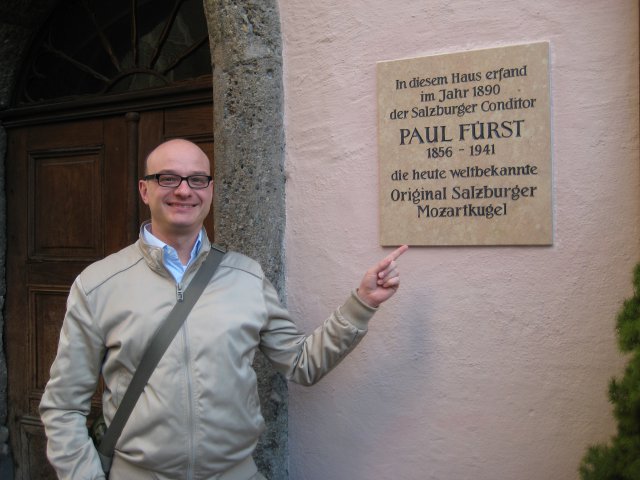 In diesem Haus erfand
im Jahr 1890
der Salzburger Conditor
PAUL FÜRST
1856 - 1941
die heute weltbekannte
Original Salzburger
Mozartkugel